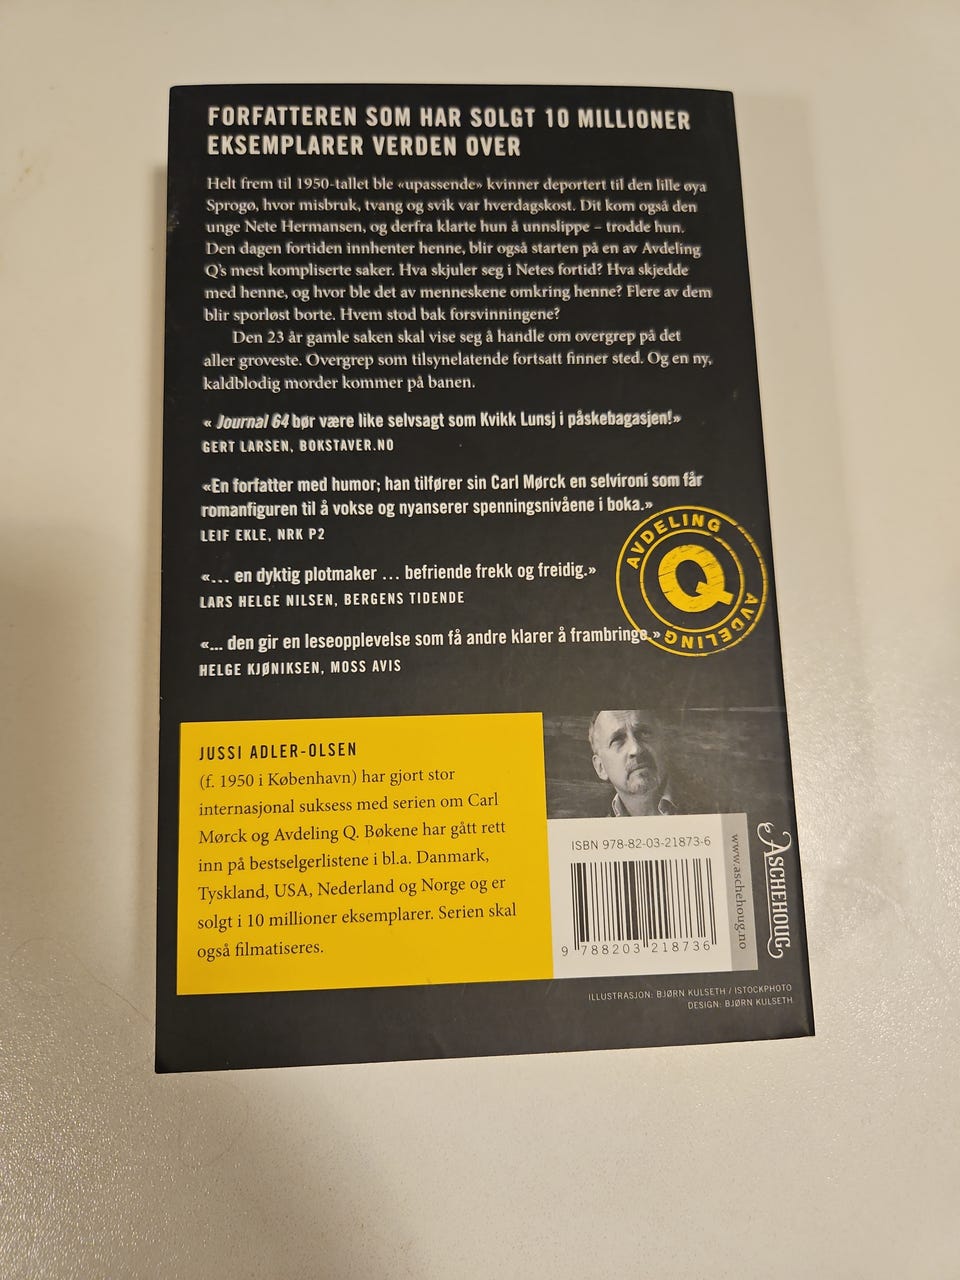 FORFATTEREN SOM HAR SOLGT 10 MILLIONER
EKSEMPLARER VERDEN OVER
Helt frem til 1950-tallet ble «upassende» kvinner deportert til den lille øya
Sprogø, hvor misbruk, tvang og svik var hverdagskost. Dit kom også den
unge Nete Hermansen, og derfra klarte hun å unnslippe – trodde hun.
Den dagen fortiden innhenter henne, blir også starten på en av Avdeling
Q's mest kompliserte saker. Hva skjuler seg i Netes fortid? Hva skjedde
med henne, og hvor ble det av menneskene omkring henne? Flere av dem
blir sporløst borte. Hvem stod bak forsvinningene?
Den 23 år gamle saken skal vise seg å handle om overgrep på det
aller groveste. Overgrep som tilsynelatende fortsatt finner sted. Og en ny,
kaldblodig morder kommer på banen.
« Journal 64 bør være like selvsagt som Kvikk Lunsj i påskebagasjen!»
GERT LARSEN, BOKSTAVER.NO
«En forfatter med humor; han tilfører sin Carl Mørck en selvironi som får
romanfiguren til å vokse og nyanserer spenningsnivåene i boka.»
LEIF EKLE, NRK P2
«... en dyktig plotmaker ... befriende frekk og freidig.»
LARS HELGE NILSEN, BERGENS TIDENDE
«... den gir en leseopplevelse som få andre klarer å frambringe.»
HELGE KJØNIKSEN, MOSS AVIS
AVDELING
Q
AVDELING
JUSSI ADLER-OLSEN
(f. 1950 i København) har gjort stor
internasjonal suksess med serien om Carl
Mørck og Avdeling Q. Bøkene har gått rett
inn på bestselgerlistene i bl.a. Danmark,
Tyskland, USA, Nederland og Norge og er
solgt i 10 millioner eksemplarer. Serien skal
også filmatiseres.
ISBN 978-82-03-21873-6
9 788203 218736
www.aschehoug.no
ASCHEHOUG
ILLUSTRASJON: BJØRN KULSETH / ISTOCKPHOTO
DESIGN: BJØRN KULSETH